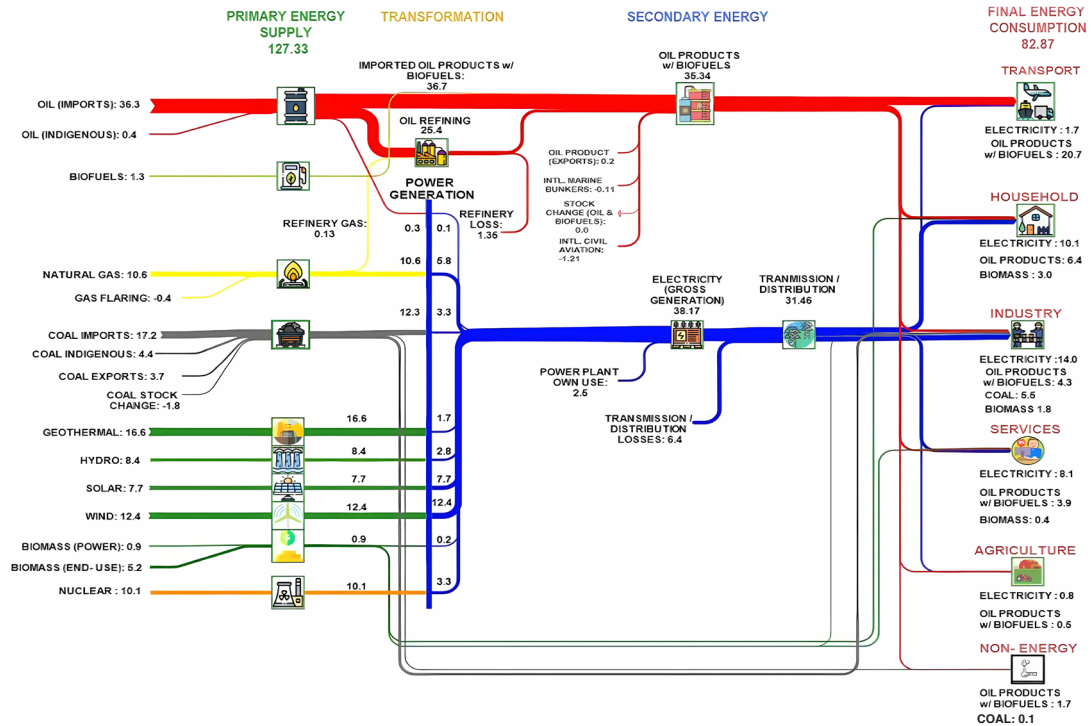 PRIMARY ENERGY
SUPPLY
127.33
TRANSFORMATION
SECONDARY ENERGY
FINAL ENERGY
CONSUMPTION
82.87
OIL (IMPORTS): 36.3
OIL (INDIGENOUS): 0.4
BIOFUELS: 1.3
REFINERY GAS:
0.13
NATURAL GAS: 10.6
GAS FLARING: -0.4
COAL IMPORTS: 17.2
COAL INDIGENOUS: 4.4
COAL EXPORTS: 3.7
COAL STOCK
CHANGE: -1.8
GEOTHERMAL: 16.6
HYDRO: 8.4
SOLAR: 7.7
WIND: 12.4
BIOMASS (POWER): 0.9
BIOMASS (END- USE): 5.2
NUCLEAR : 10.1
IMPORTED OIL PRODUCTS w/
BIOFUELS:
36.7
OIL REFINING
25.4
POWER
GENERATION
REFINERY
LOSS:
1.35
0.3 0.1
10.6 5.8
12.3 3.3
16.6 1.7
8.4 2.8
7.7 7.7
12.4 12.4
0.9 0.2
10.1 3.3
OIL PRODUCTS
w/ BIOFUELS
35.34
OIL PRODUCT
(EXPORTS): 0.2
INTL. MARINE
BUNKERS: -0.11
STOCK
CHANGE (OIL &
BIOFUELS):
0.0
INTL. CIVIL
AVIATION:
-1.21
ELECTRICITY
(GROSS
GENERATION)
38.17
TRANMISSION /
DISTRIBUTION
31.46
POWER PLANT
OWN USE:
2.5
TRANSMISSION /
DISTRIBUTION
LOSSES: 6.4
TRANSPORT
ELECTRICITY : 1.7
OIL PRODUCTS
w/ BIOFUELS : 20.7
HOUSEHOLD
ELECTRICITY : 10.1
OIL PRODUCTS: 6.4
BIOMASS : 3.0
INDUSTRY
ELECTRICITY :14.0
OIL PRODUCTS
w/ BIOFUELS: 4.3
COAL: 5.5
BIOMASS 1.8
SERVICES
ELECTRICITY : 8.1
OIL PRODUCTS
w/ BIOFUELS : 3.9
BIOMASS: 0.4
AGRICULTURE
ELECTRICITY : 0.8
OIL PRODUCTS
w/ BIOFUELS : 0.5
NON- ENERGY
OIL PRODUCTS
w/ BIOFUELS : 1.7
COAL: 0.1